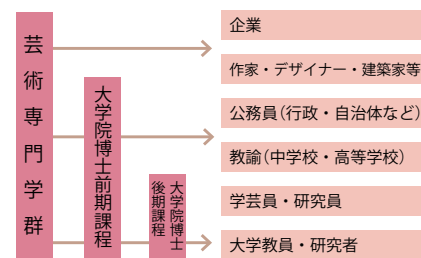 芸術専門学群
大学院博士前期課程
大学院博士
後期課程
企業
作家・デザイナー・建築家等
公務員（行政・自治体など）
教諭（中学校・高等学校）
学芸員・研究員
大学教員・研究者